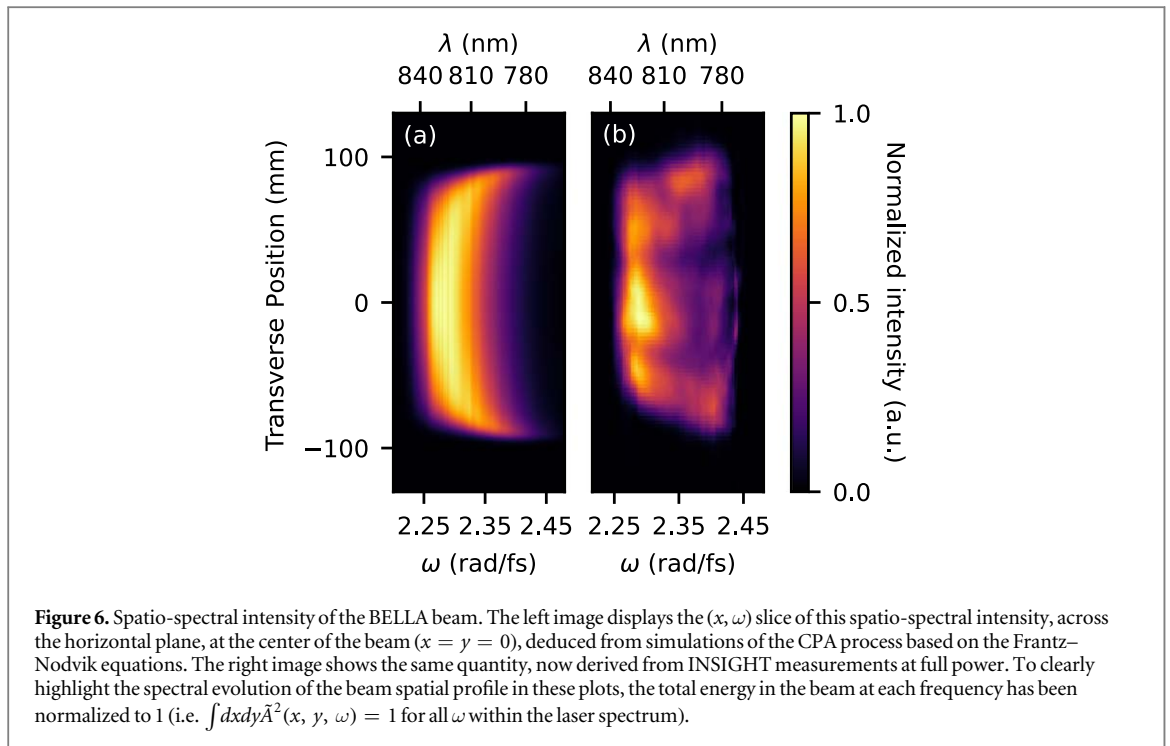 λ (nm)
λ (nm)
840 810 780
840 810 780
(a)
(b)
Transverse Position (mm)
100
0
−100
2.25 2.35 2.45
2.25 2.35 2.45
ω (rad/fs)
ω (rad/fs)
1.0
0.5
0.0
Normalized intensity (a.u.)
Figure 6. Spatio-spectral intensity of the BELLA beam. The left image displays the (x, ω) slice of this spatio-spectral intensity, across
the horizontal plane, at the center of the beam (x = y = 0), deduced from simulations of the CPA process based on the Frantz–
Nodvik equations. The right image shows the same quantity, now derived from INSIGHT measurements at full power. To clearly
highlight the spectral evolution of the beam spatial profile in these plots, the total energy in the beam at each frequency has been
normalized to 1 (i.e. ∫dxdyÃ²(x, y, ω) = 1 for all ω within the laser spectrum).